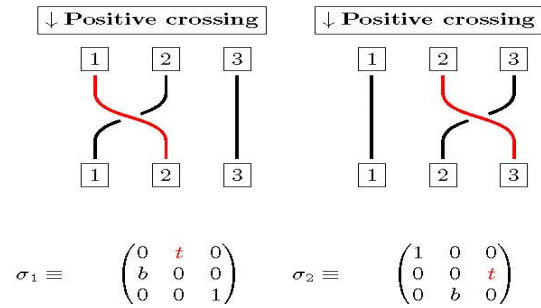 ↓ Positive crossing ↓ Positive crossing
1 2 3 1 2 3
1 2 3 1 2 3
σ₁ ≡ (0 t 0 σ₂ ≡ (1 0 0
b 0 0 0 0 t
0 0 1) 0 b 0)